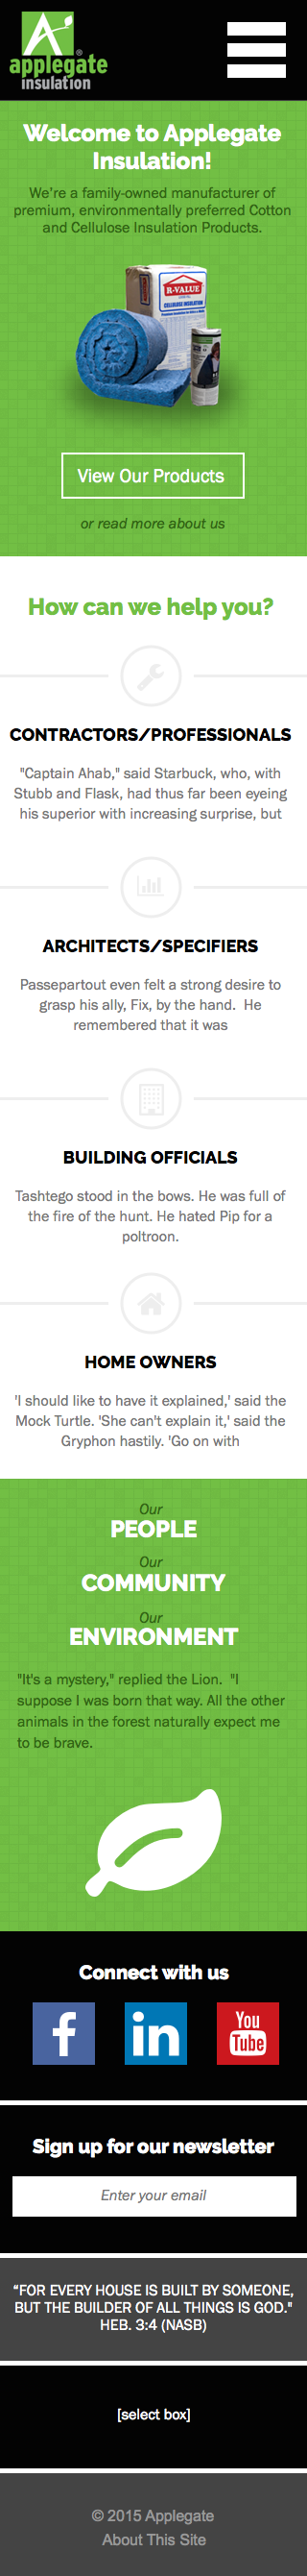 applegate®
insulation
Welcome to Applegate
Insulation!
We're a family-owned manufacturer of
premium, environmentally preferred Cotton
and Cellulose Insulation Products.
R-VALUE
CELLULOSE INSULATION
View Our Products
or read more about us
How can we help you?
CONTRACTORS/PROFESSIONALS
"Captain Ahab," said Starbuck, who, with
Stubb and Flask, had thus far been eyeing
his superior with increasing surprise, but
ARCHITECTS/SPECIFIERS
Passepartout even felt a strong desire to
grasp his ally, Fix, by the hand.  He
remembered that it was
BUILDING OFFICIALS
Tashtego stood in the bows. He was full of
the fire of the hunt. He hated Pip for a
poltroon.
HOME OWNERS
'I should like to have it explained,' said the
Mock Turtle. 'She can't explain it,' said the
Gryphon hastily. 'Go on with
Our
PEOPLE
Our
COMMUNITY
Our
ENVIRONMENT
"It's a mystery," replied the Lion.  "I
suppose I was born that way. All the other
animals in the forest naturally expect me
to be brave.
Connect with us
f
in
You
Tube
Sign up for our newsletter
Enter your email
“FOR EVERY HOUSE IS BUILT BY SOMEONE,
BUT THE BUILDER OF ALL THINGS IS GOD."
HEB. 3:4 (NASB)
[select box]
© 2015 Applegate
About This Site